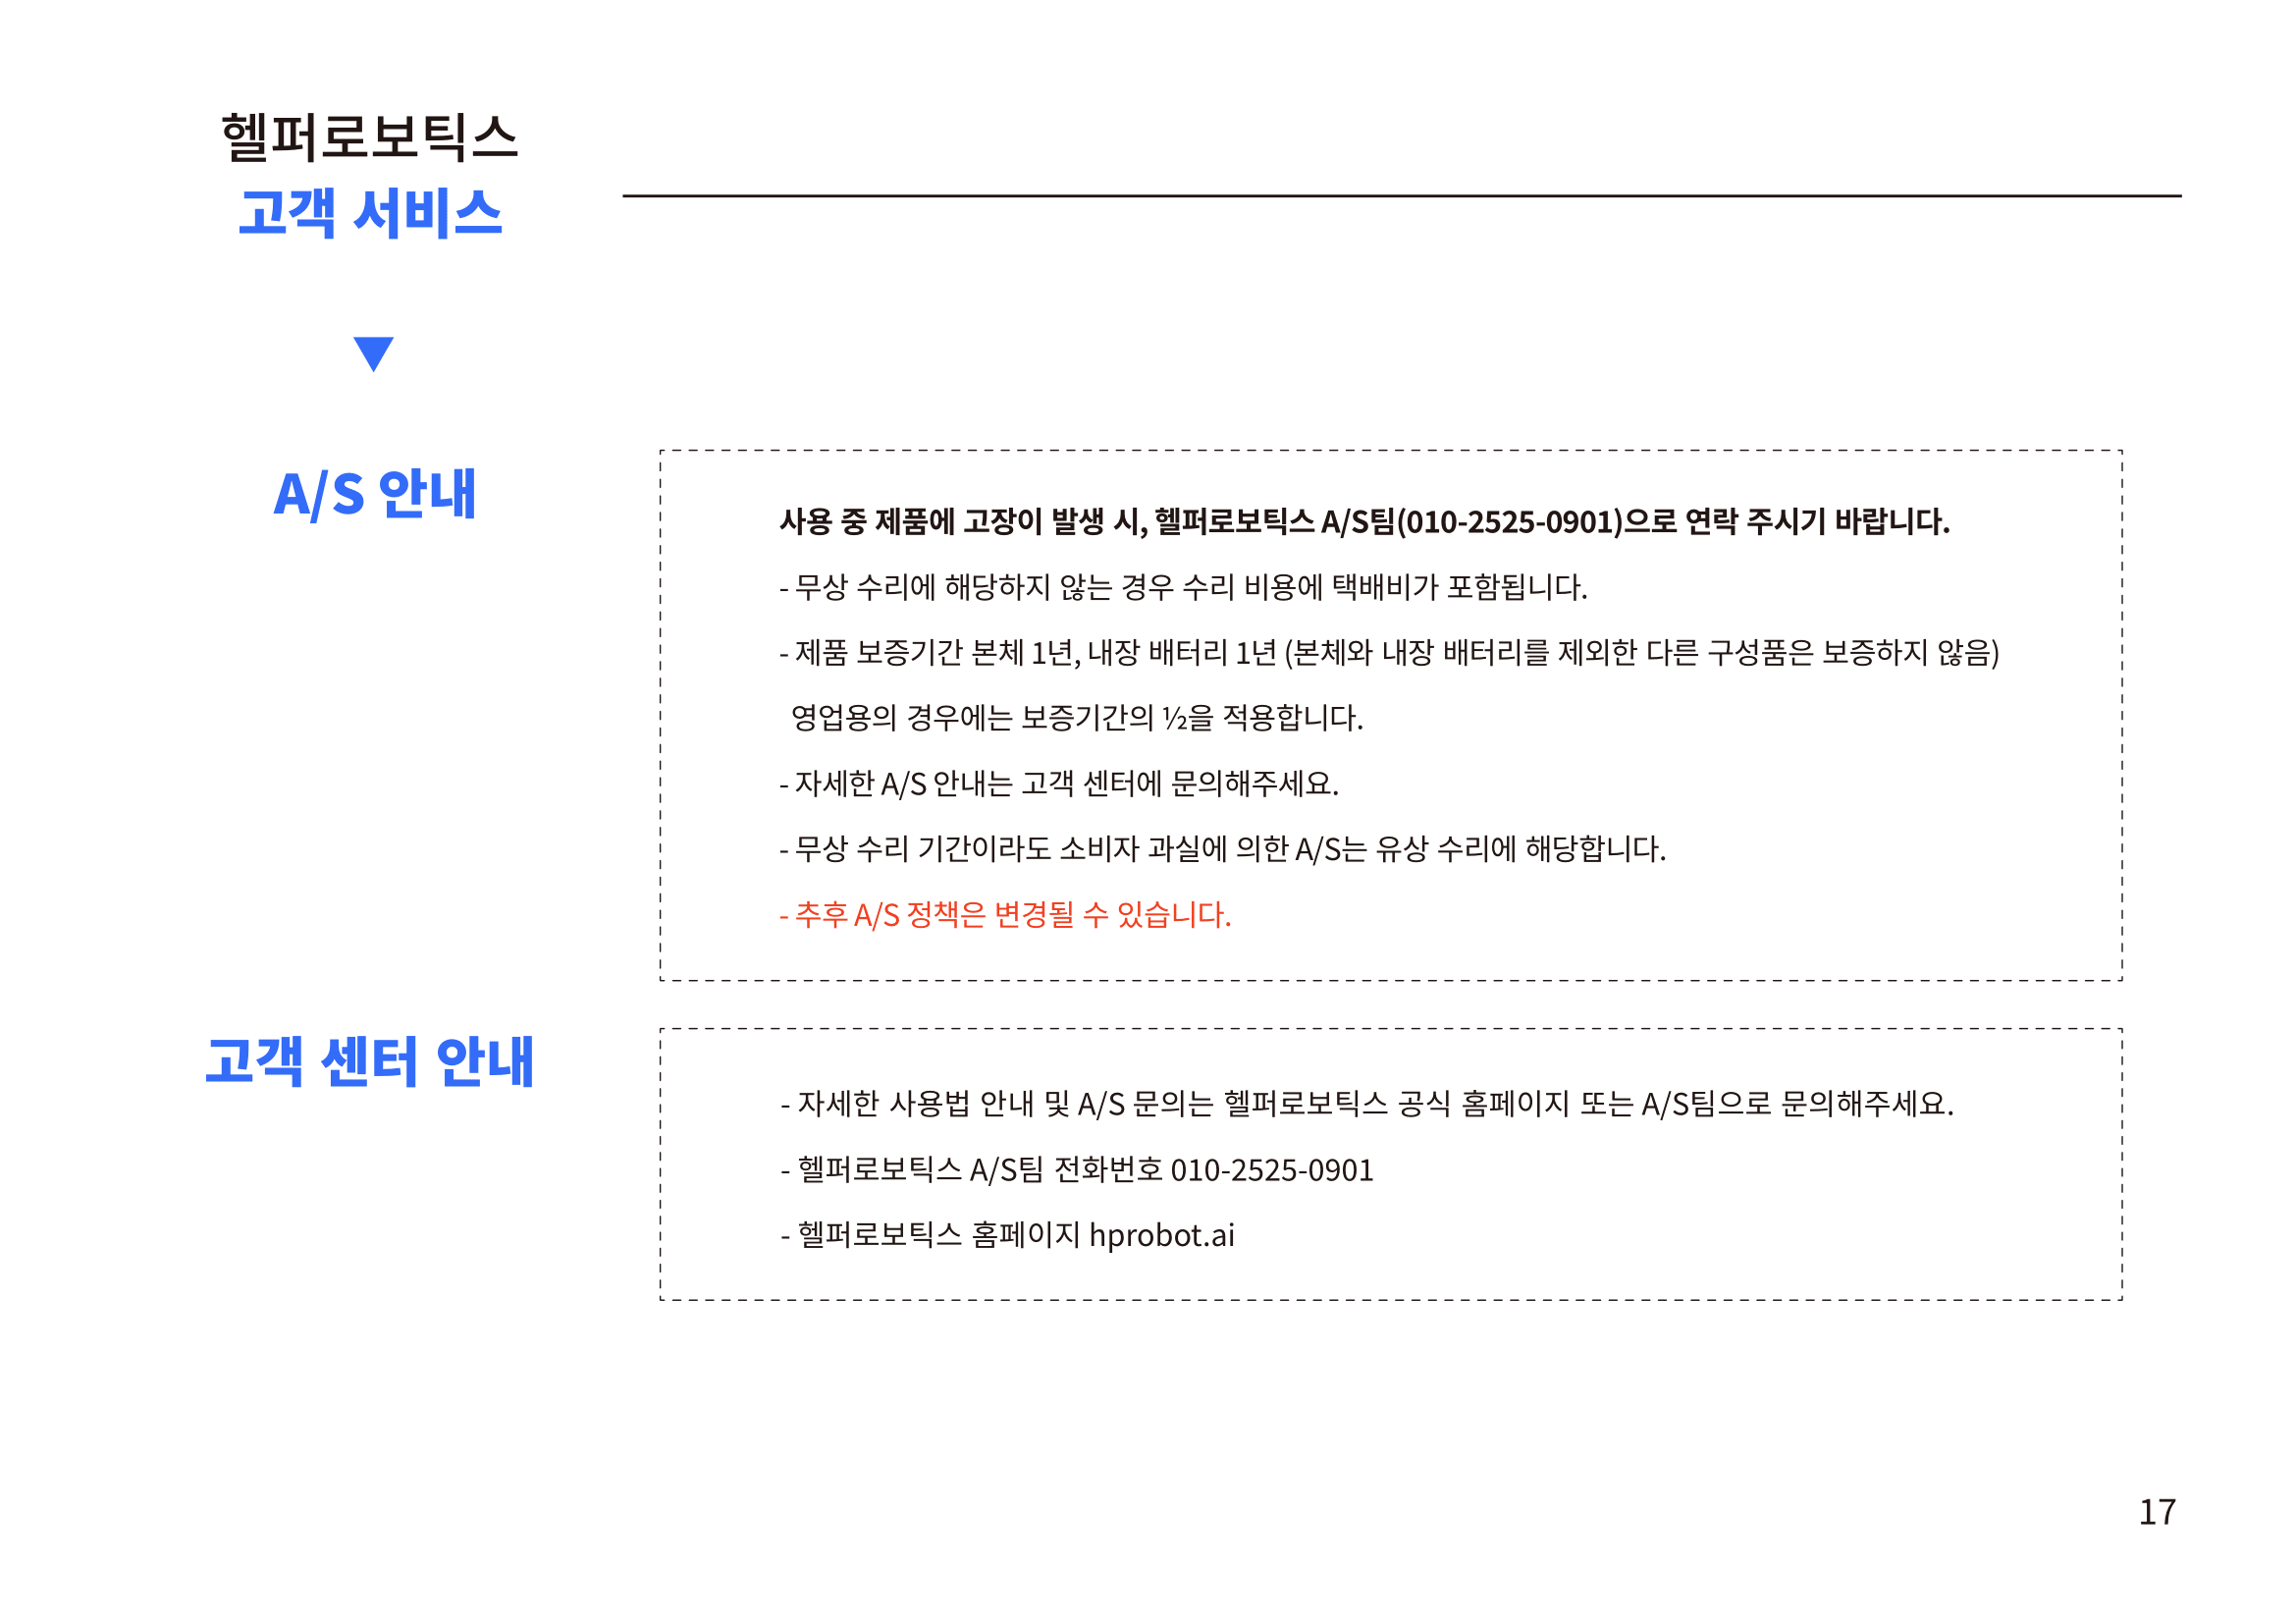 헬퍼로보틱스
고객 서비스
▼
A/S 안내
사용 중 제품에 고장이 발생 시, 헬퍼로보틱스 A/S팀(010-2525-0901)으로 연락 주시기 바랍니다.
- 무상 수리에 해당하지 않는 경우 수리 비용에 택배비가 포함됩니다.
- 제품 보증기간 본체 1년, 내장 배터리 1년 (본체와 내장 배터리를 제외한 다른 구성품은 보증하지 않음)
영업용의 경우에는 보증기간의 ½을 적용합니다.
- 자세한 A/S 안내는 고객 센터에 문의해주세요.
- 무상 수리 기간이라도 소비자 과실에 의한 A/S는 유상 수리에 해당합니다.
- 추후 A/S 정책은 변경될 수 있습니다.
고객 센터 안내
- 자세한 사용법 안내 및 A/S 문의는 헬퍼로보틱스 공식 홈페이지 또는 A/S팀으로 문의해주세요.
- 헬퍼로보틱스 A/S팀 전화번호 010-2525-0901
- 헬퍼로보틱스 홈페이지 hprobot.ai
17